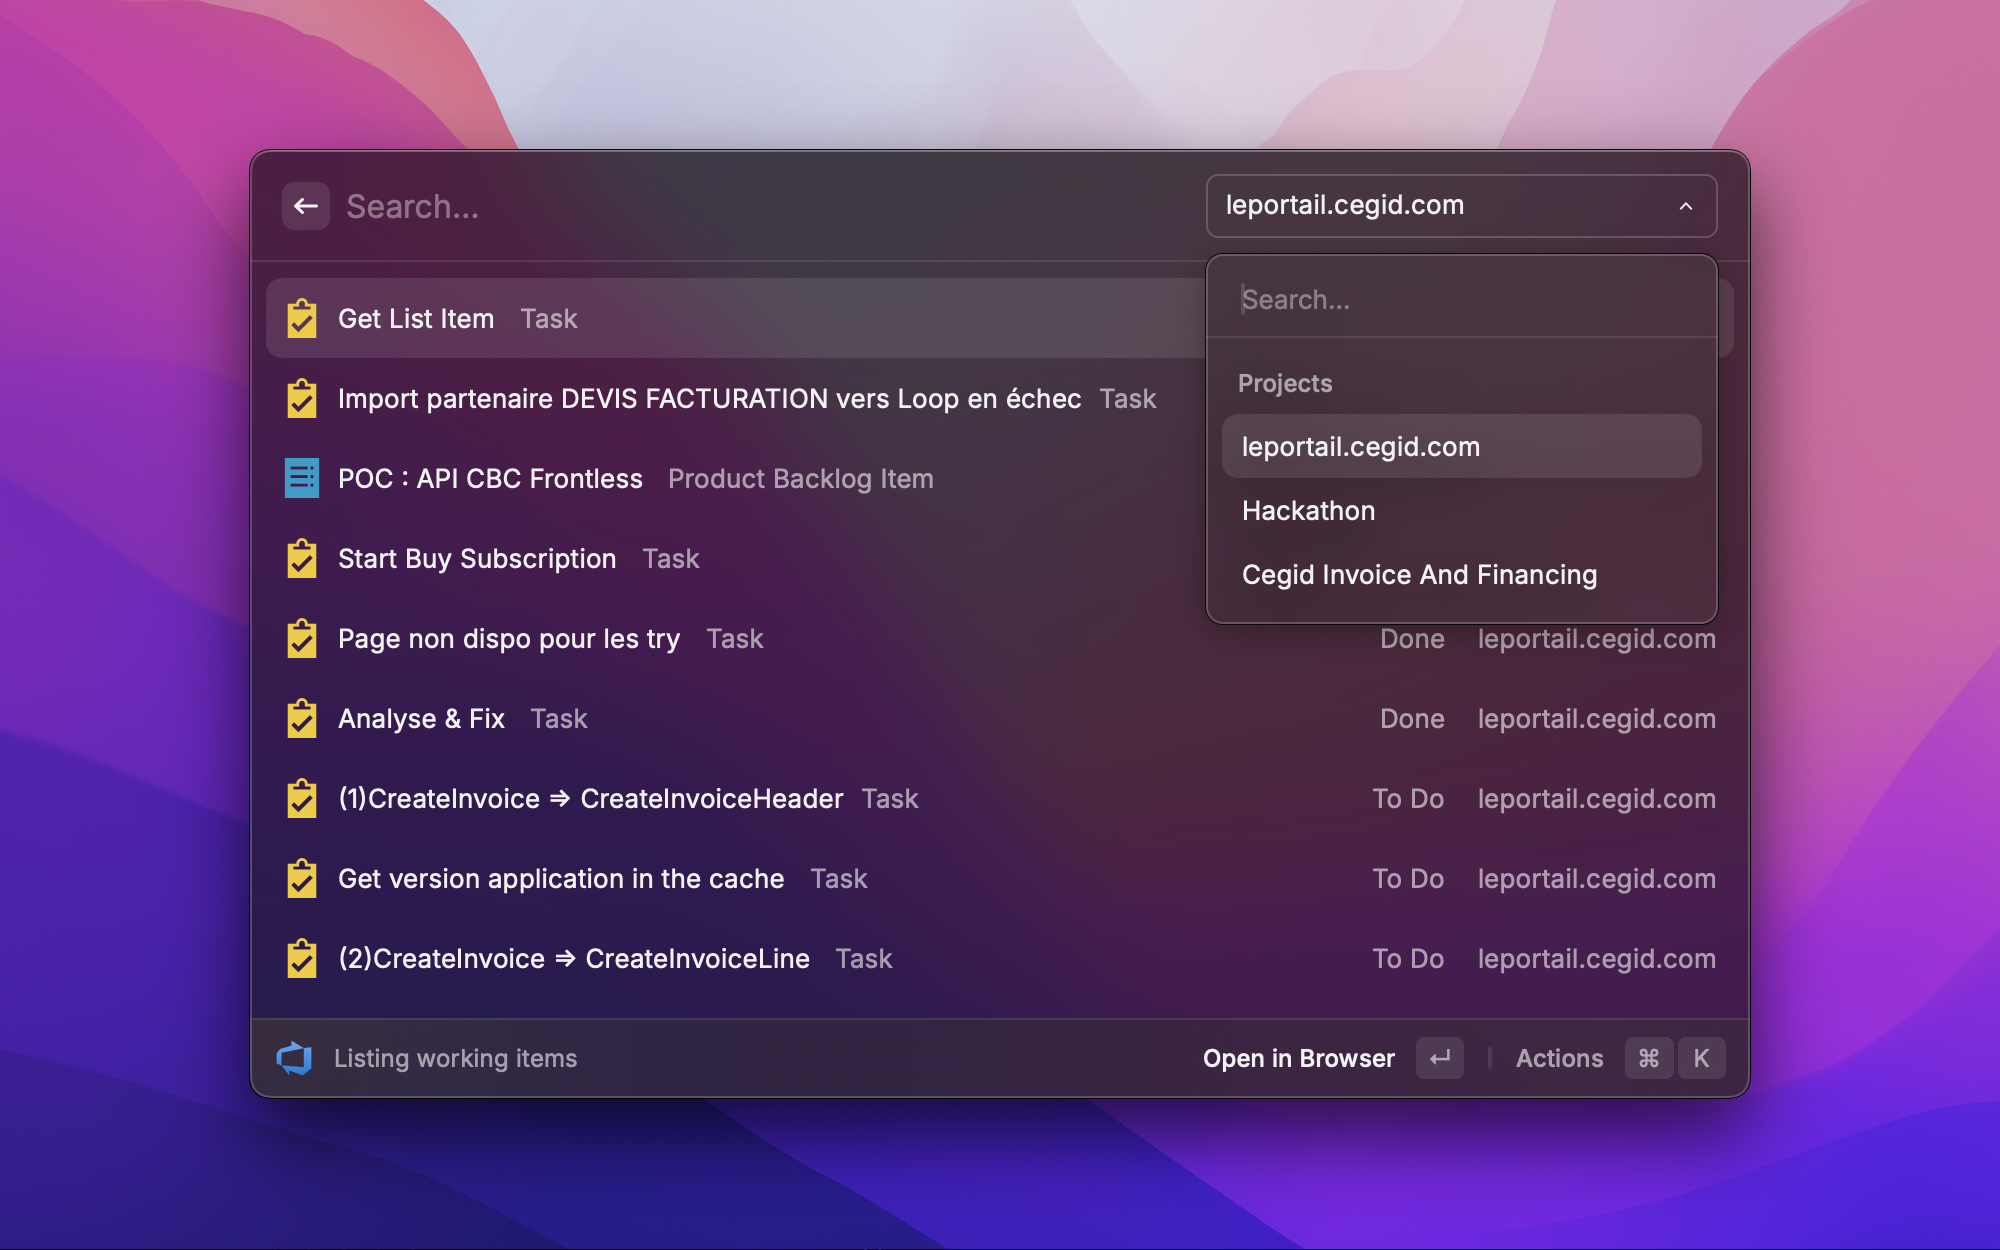 Search...
leportail.cegid.com
Search...
Projects
leportail.cegid.com
Hackathon
Cegid Invoice And Financing
Get List Item Task
Import partenaire DEVIS FACTURATION vers Loop en échec Task
POC : API CBC Frontless Product Backlog Item
Start Buy Subscription Task
Page non dispo pour les try Task Done leportail.cegid.com
Analyse & Fix Task Done leportail.cegid.com
(1)CreateInvoice => CreateInvoiceHeader Task To Do leportail.cegid.com
Get version application in the cache Task To Do leportail.cegid.com
(2)CreateInvoice => CreateInvoiceLine Task To Do leportail.cegid.com
Listing working items Open in Browser ↵ Actions ⌘ K